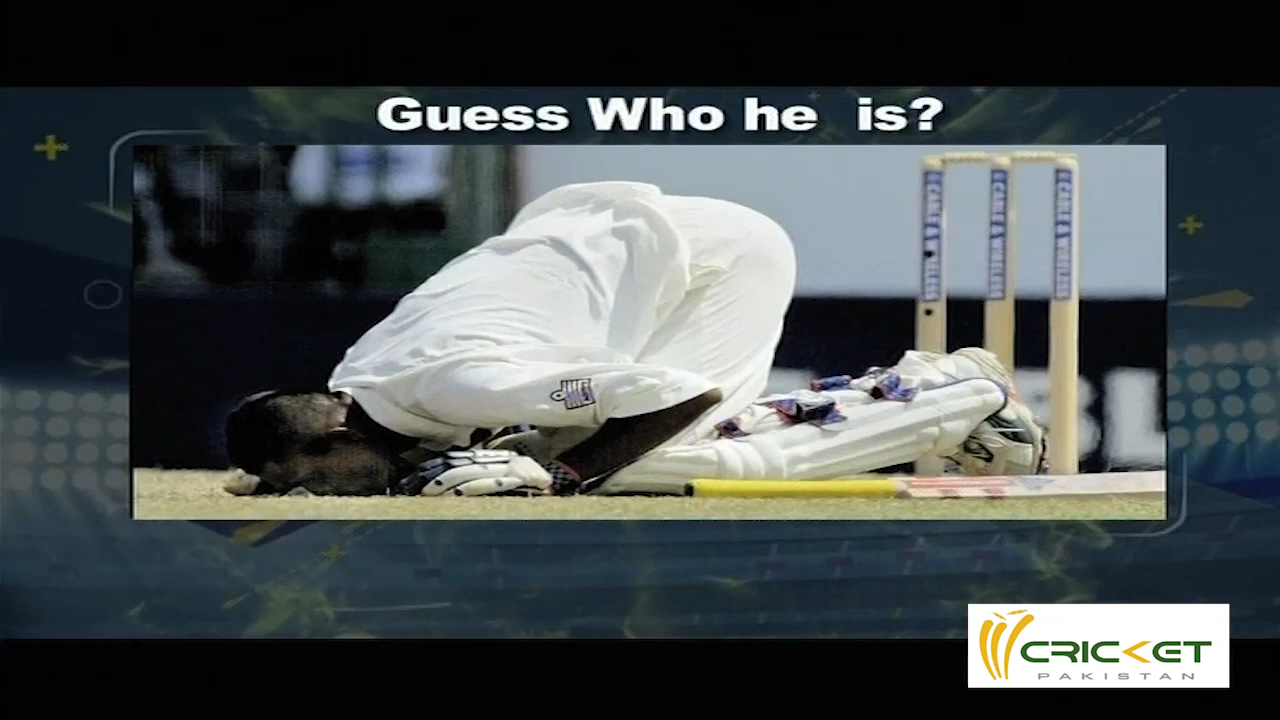 Guess Who he is?
CABLE & WIRELESS
CABLE & WIRELESS
CABLE & WIRELESS
CRICKET
PAKISTAN